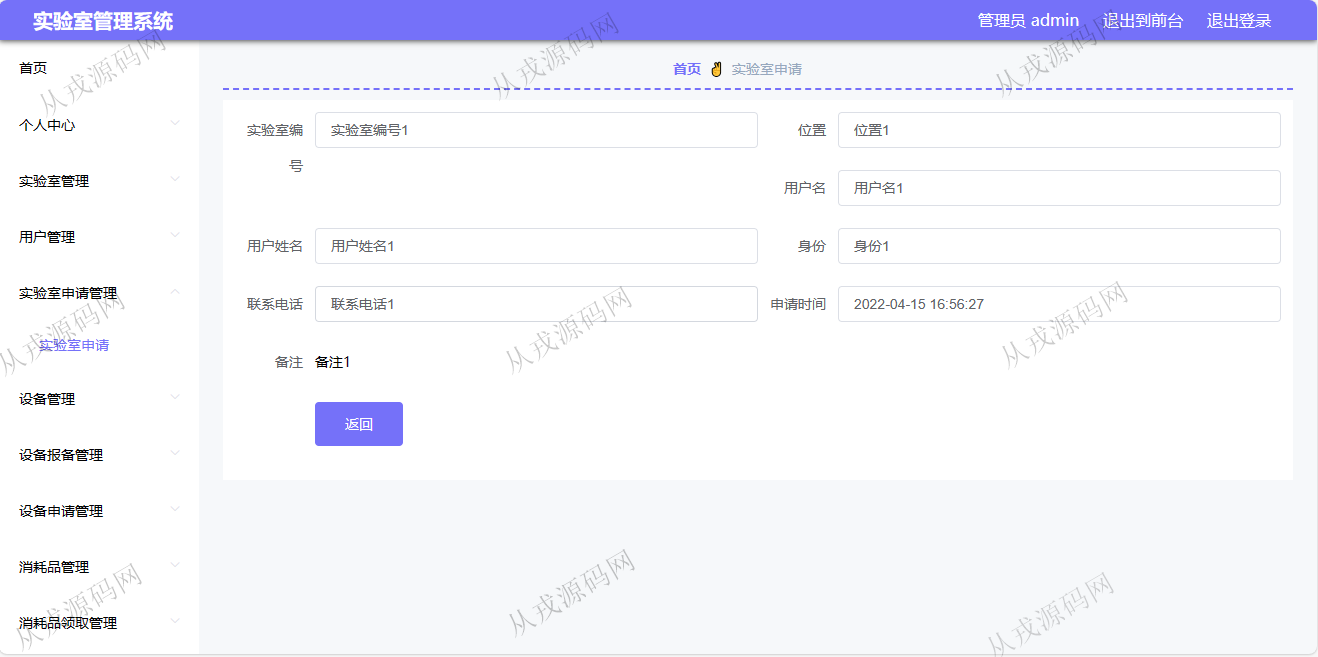 实验室管理系统
管理员 admin 退出到前台 退出登录
首页
个人中心
实验室管理
用户管理
实验室申请管理
实验室申请
设备管理
设备报备管理
设备申请管理
消耗品管理
消耗品领取管理
首页 ✌ 实验室申请
实验室编
号
实验室编号1
位置 位置1
用户名 用户名1
用户姓名 用户姓名1
身份 身份1
联系电话 联系电话1
申请时间 2022-04-15 16:56:27
备注 备注1
返回
从戎源码网
从戎源码网
从戎源码网
从戎源码网
从戎源码网
从戎源码网
从戎源码网
从戎源码网
从戎源码网